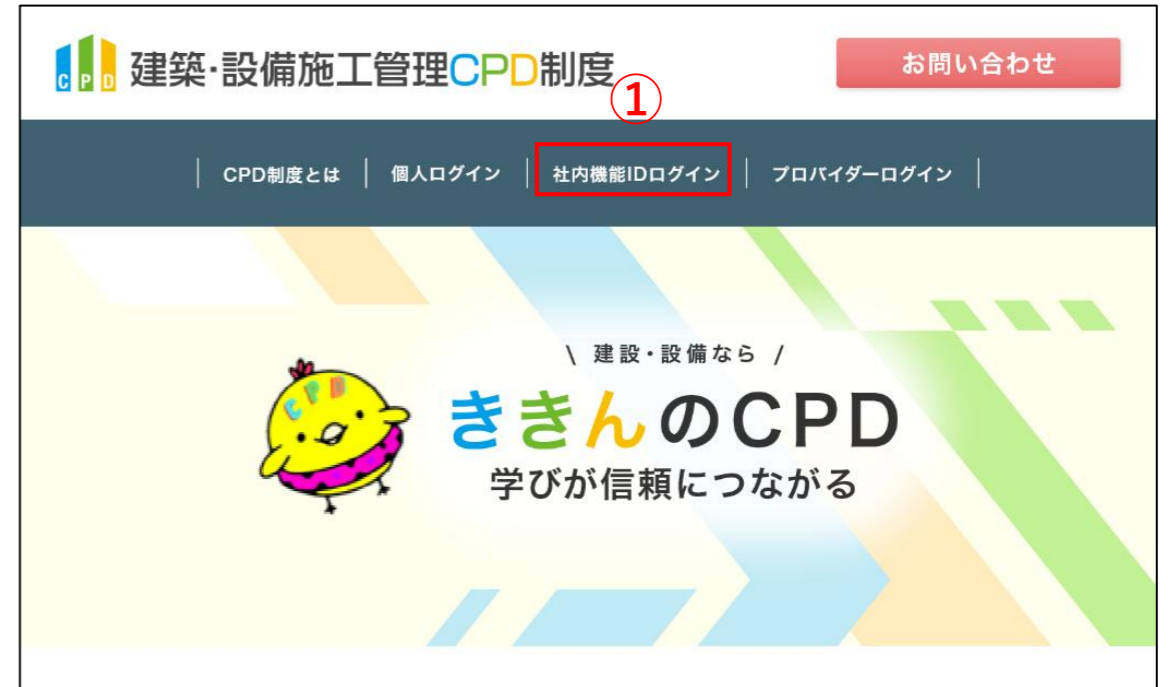 CPD 建築・設備施工管理CPD制度
お問い合わせ
①
CPD制度とは 個人ログイン 社内機能IDログイン プロバイダーログイン
\ 建設・設備なら /
CPD
ききんのCPD
学びが信頼につながる